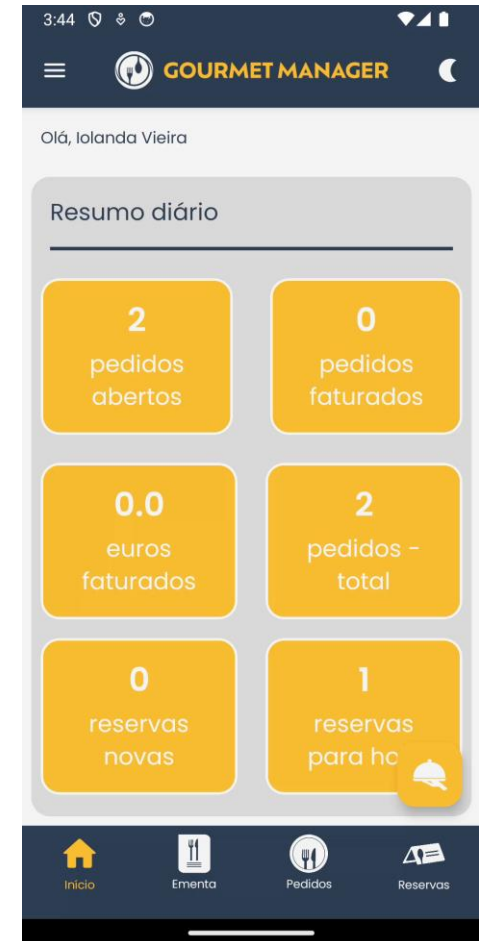 3:44
GOURMET MANAGER
Olá, Iolanda Vieira
Resumo diário
2
pedidos
abertos
0
pedidos
faturados
0.0
euros
faturados
2
pedidos -
total
0
reservas
novas
1
reservas
para
Inicio
Ementa
Pedidos
Reservas